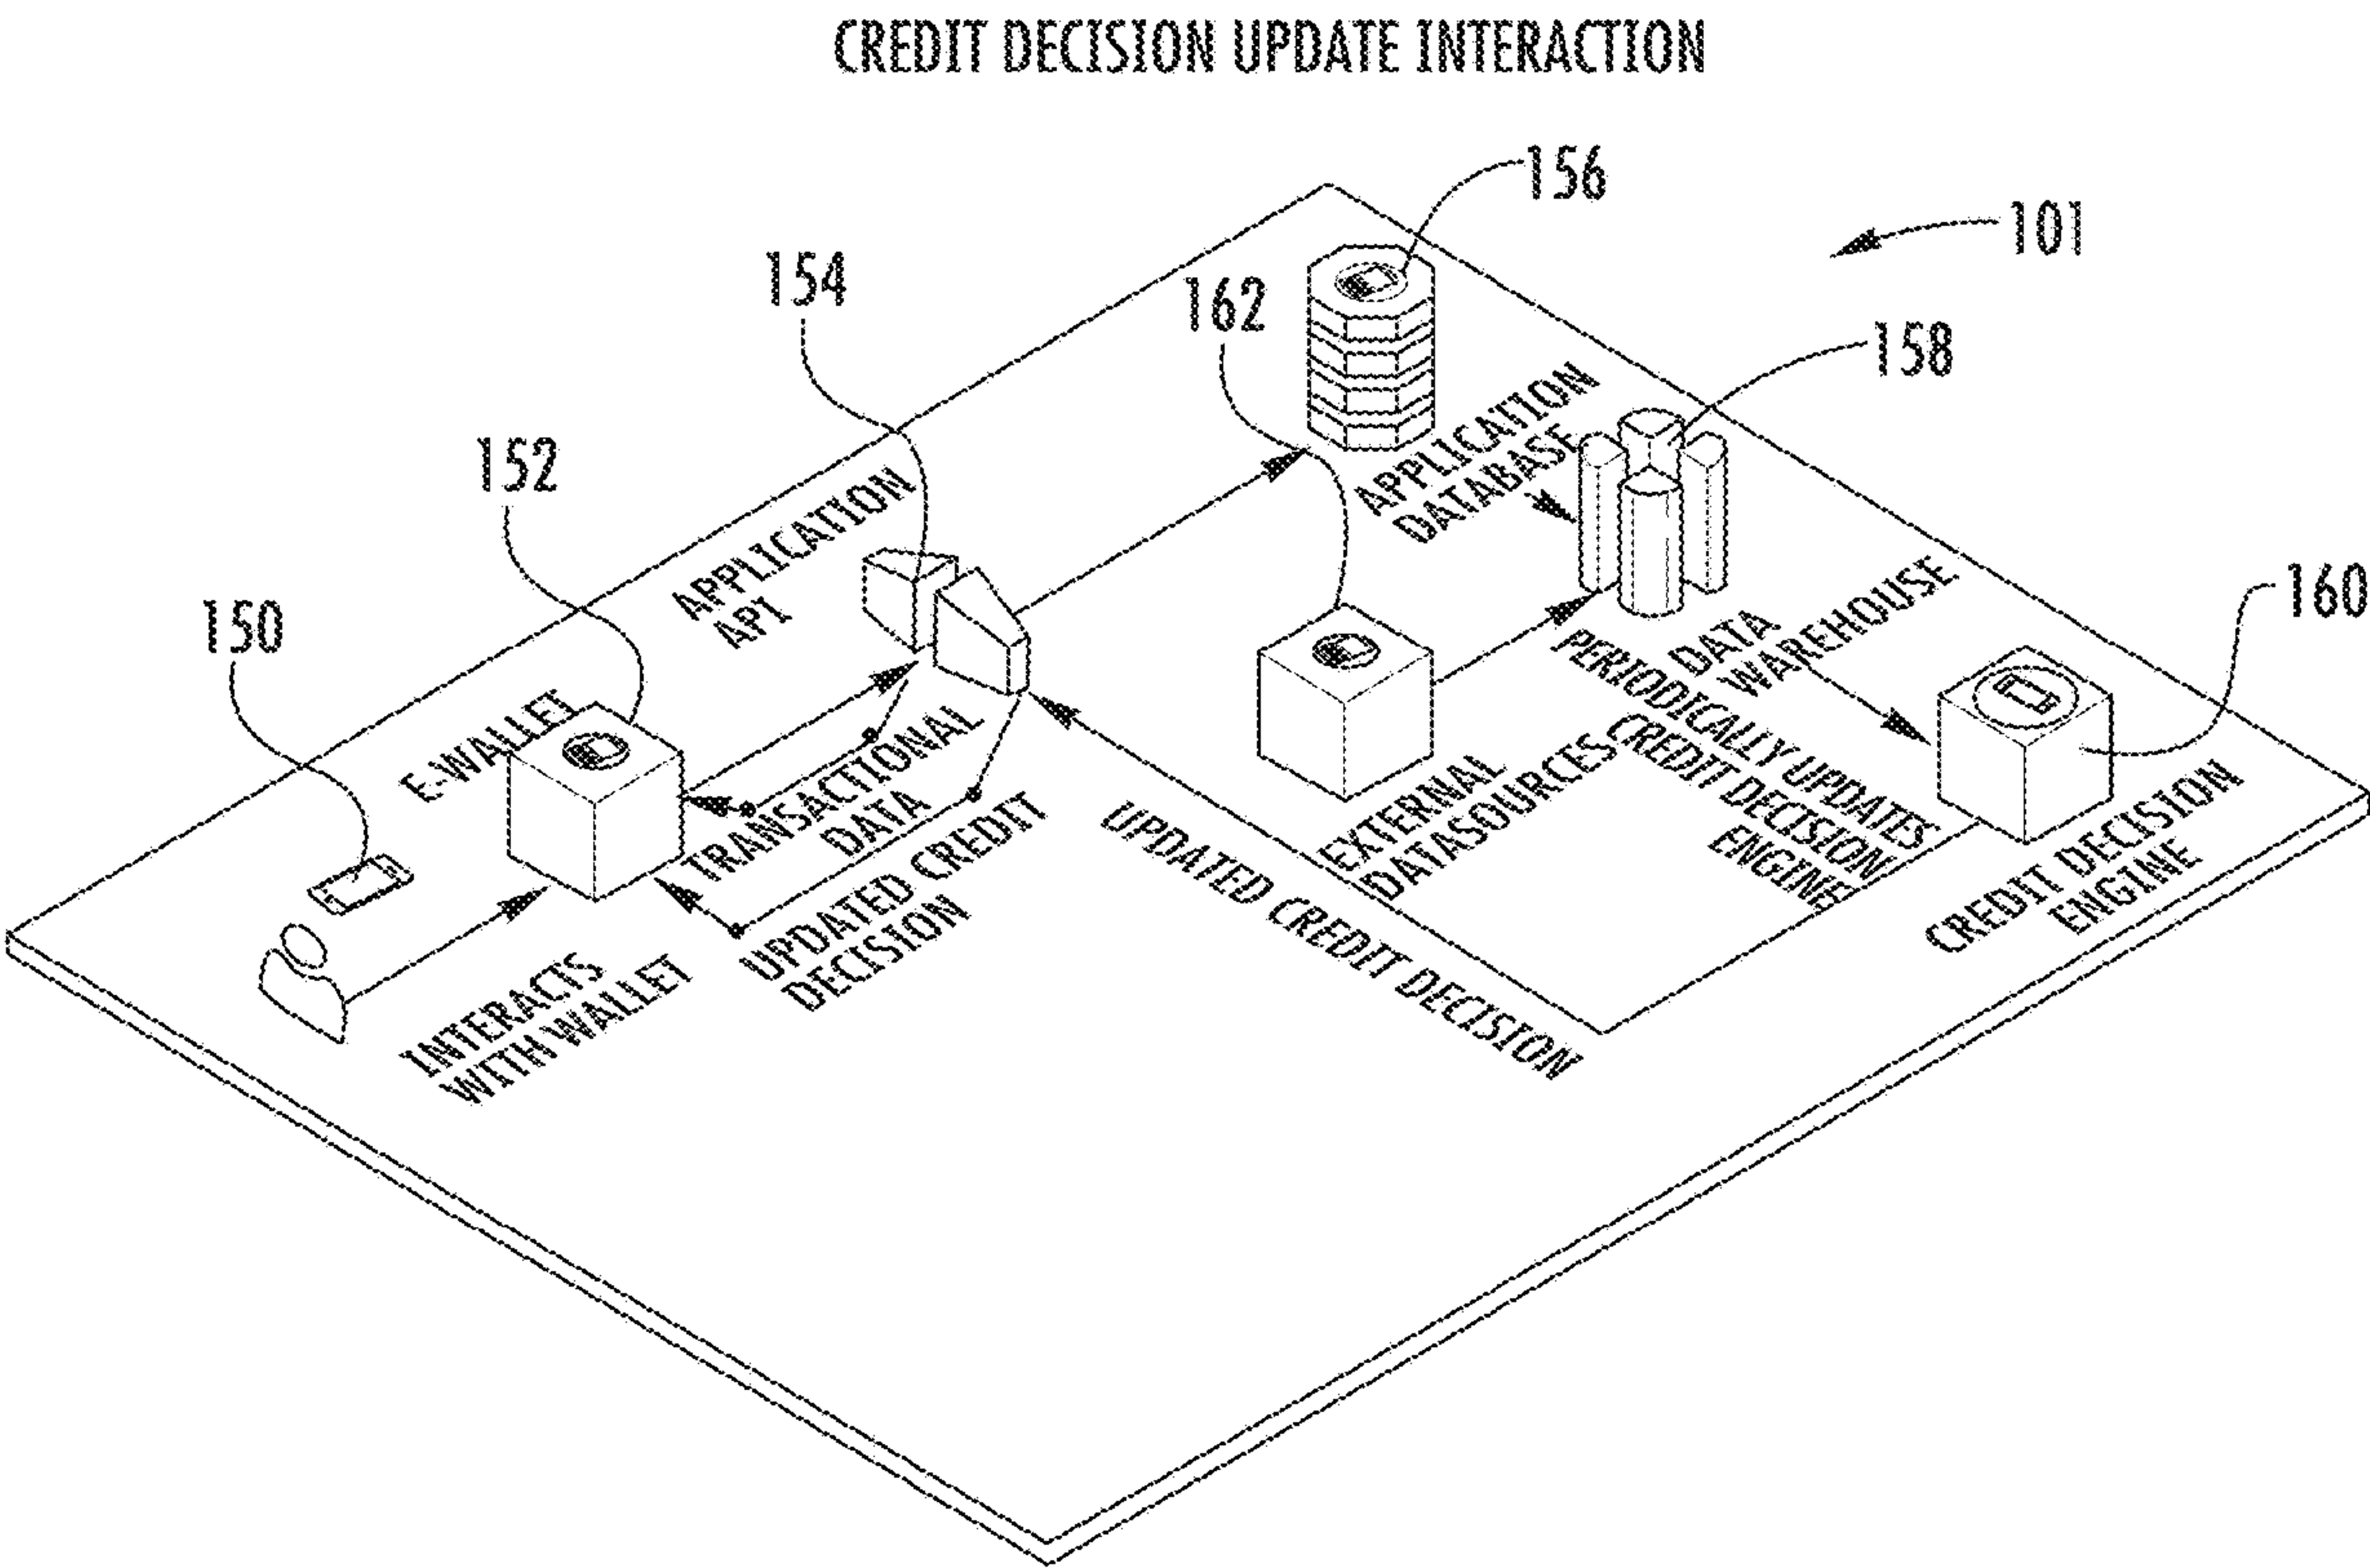 CREDIT DECISION UPDATE INTERACTION
156
101
154
162
158
152
APPLICATION
DATABASE
APPLICATION
API
150
160
DATA
WAREHOUSE
E-WALLET
PERIODICALLY UPDATES
CREDIT DECISION
ENGINE
TRANSACTIONAL
DATA
EXTERNAL
DATASOURCES
UPDATED CREDIT
DECISION
UPDATED CREDIT DECISION
CREDIT DECISION
ENGINE
INTERACTS
WITH WALLET